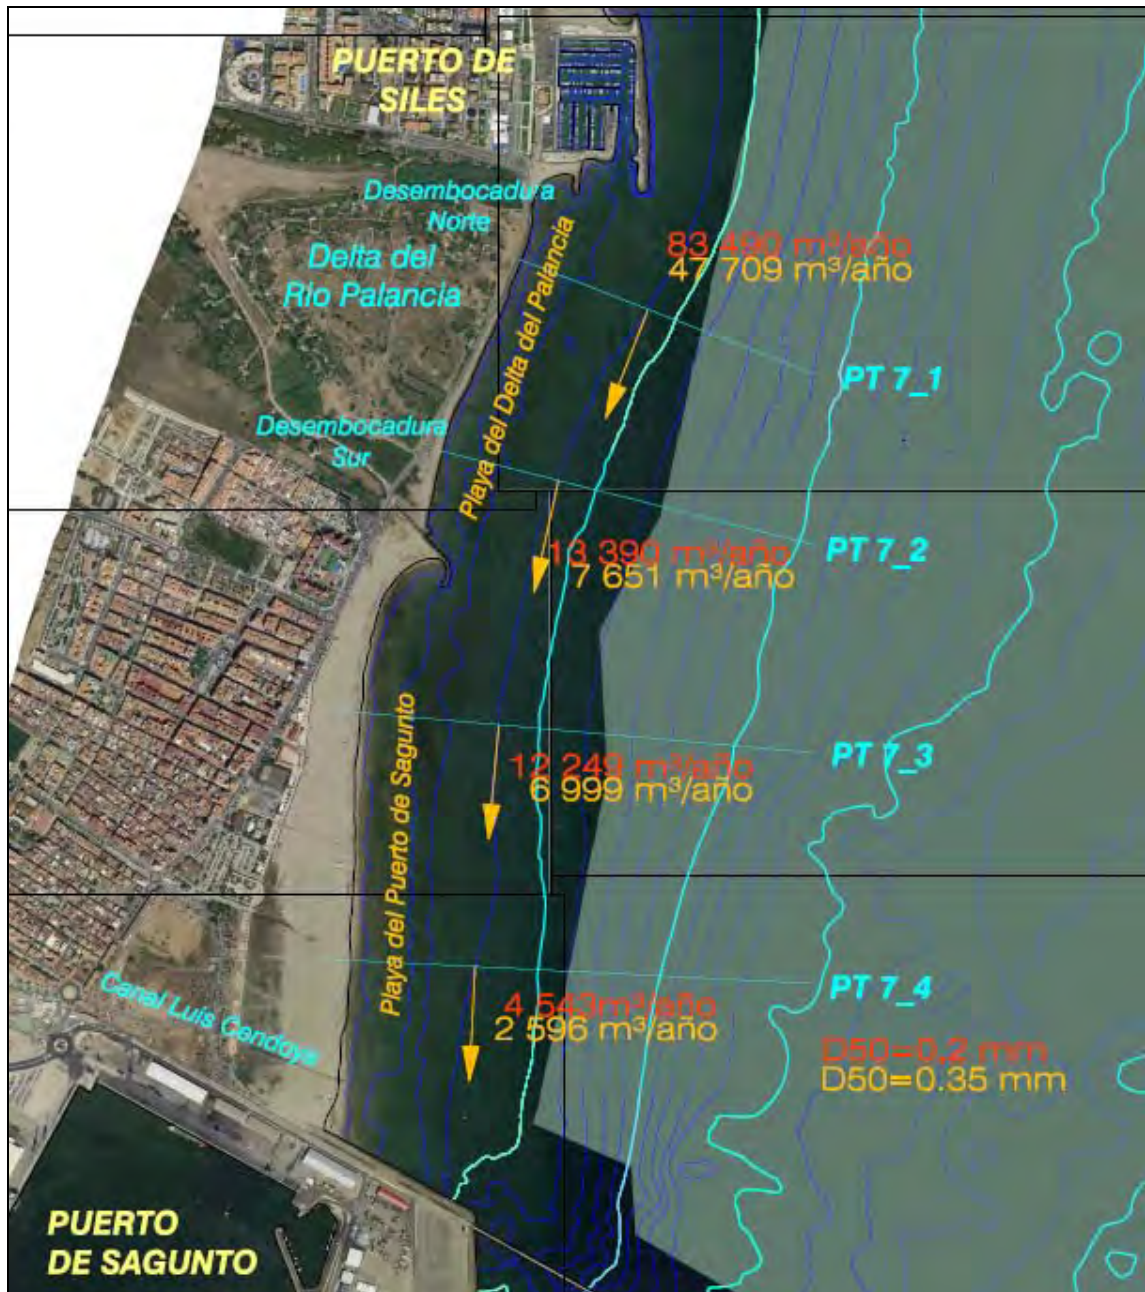 PUERTO DE
SILES
Desembocadura
Norte
Delta del
Rio Palancia
Playa del Delta del Palancia
83 490 m³/año
47 709 m³/año
PT 7_1
Desembocadura
Sur
PT 7_2
13 390 m³/año
7 651 m³/año
Playa del Puerto de Sagunto
PT 7_3
12 249 m³/año
6 999 m³/año
Canal Luis Cendoya
PT 7_4
4 543m³/año
2 596 m³/año
D50=0.2 mm
D50=0.35 mm
PUERTO
DE SAGUNTO